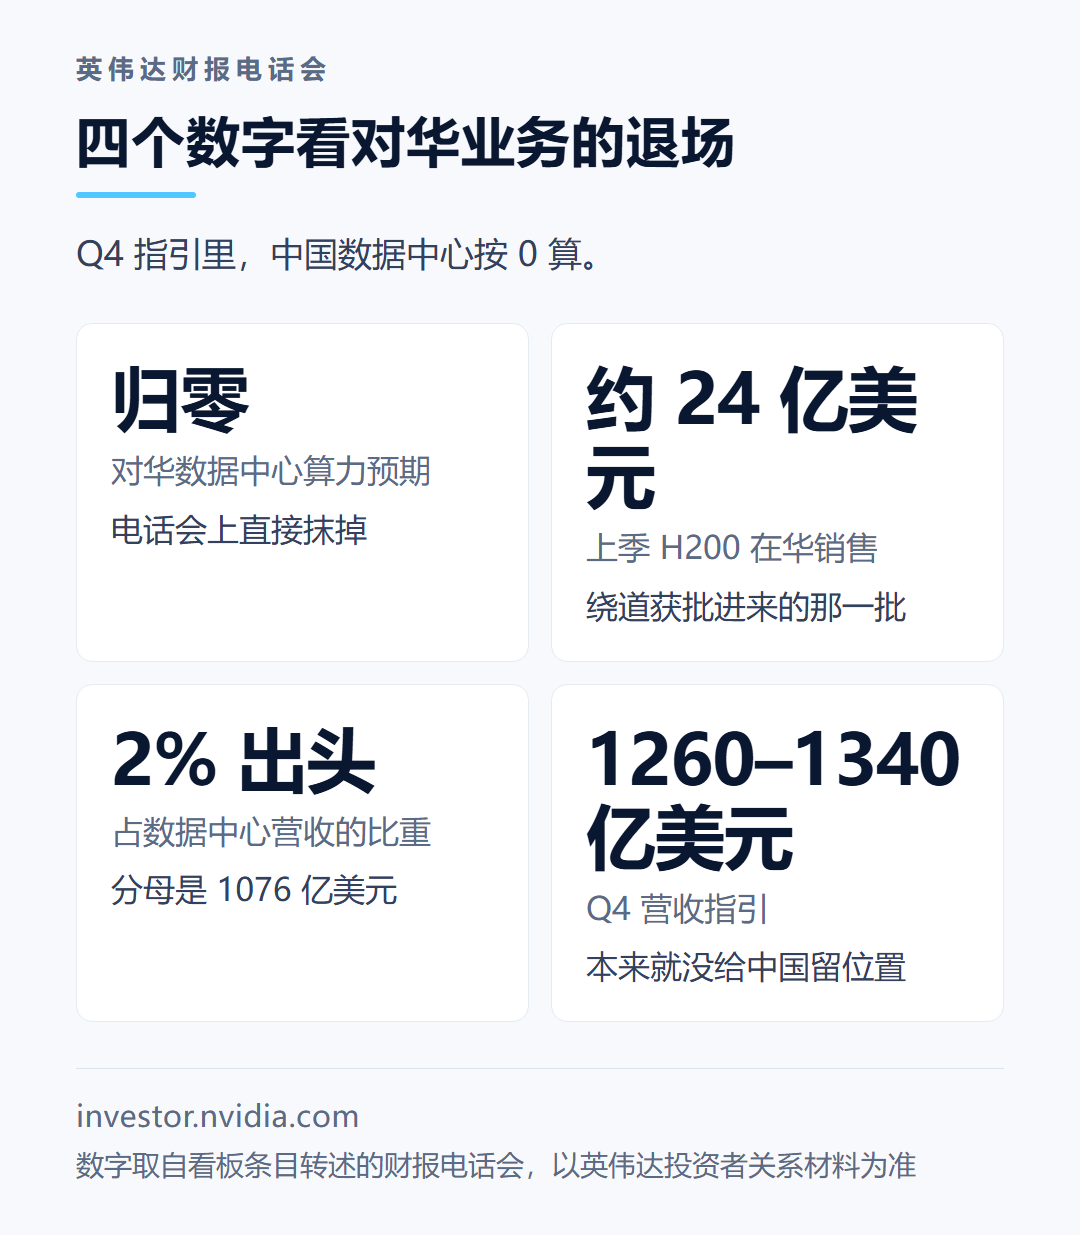 英伟达财报电话会
四个数字看对华业务的退场
Q4 指引里，中国数据中心按 0 算。
归零
对华数据中心算力预期
电话会上直接抹掉
约 24 亿美
元
上季 H200 在华销售
绕道获批进来的那一批
2% 出头
占数据中心营收的比重
分母是 1076 亿美元
1260–1340
亿美元
Q4 营收指引
本来就没给中国留位置
investor.nvidia.com
数字取自看板条目转述的财报电话会，以英伟达投资者关系材料为准